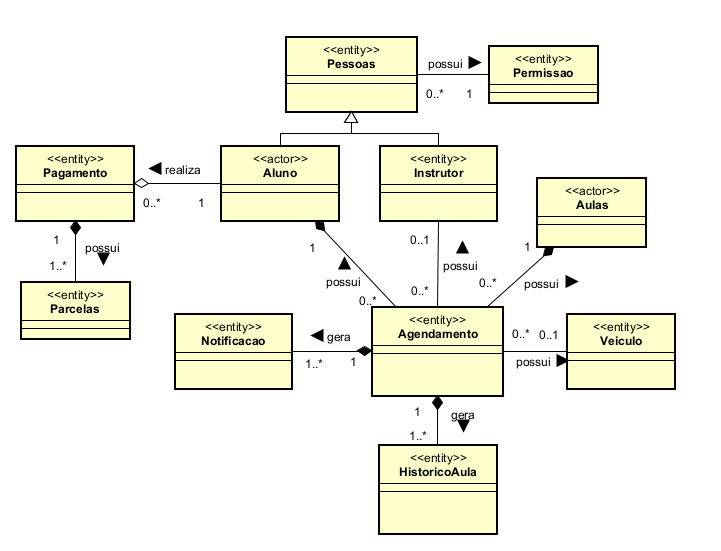 <<entity>>
Pessoas
possui
0..*
1
<<entity>>
Permissao
<<entity>>
Pagamento
realiza
0..*
1
<<actor>>
Aluno
<<entity>>
Instrutor
<<actor>>
Aulas
1
possui
1..*
<<entity>>
Parcelas
1
possui
0..*
0..1
possui
0..*
1
0..*
possui
<<entity>>
Notificacao
gera
1..*
1
<<entity>>
Agendamento
0..*
0..1
possui
<<entity>>
Veiculo
1
gera
1..*
<<entity>>
HistoricoAula